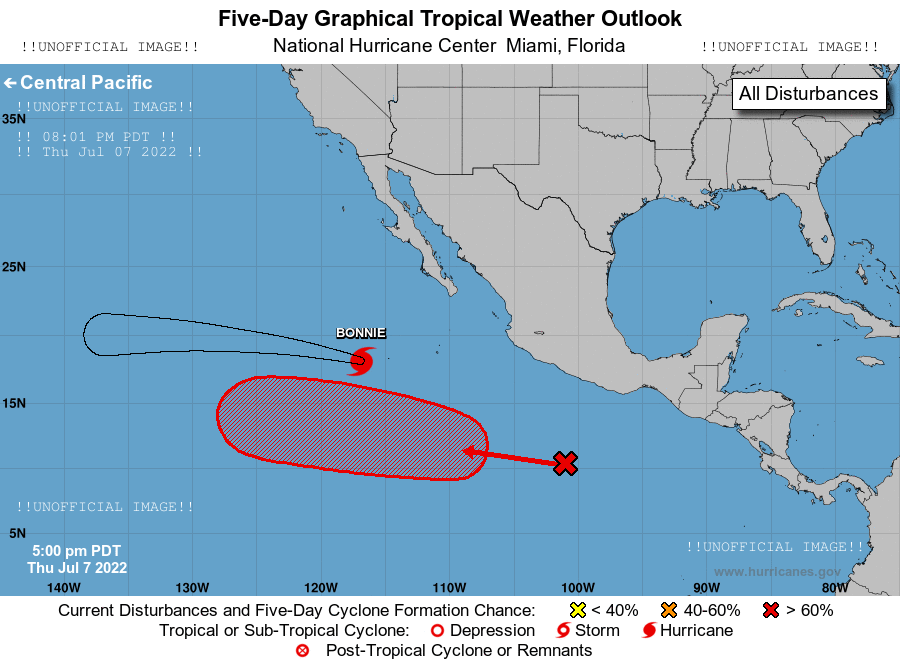 Five-Day Graphical Tropical Weather Outlook
!!UNOFFICIAL IMAGE!! National Hurricane Center  Miami, Florida !!UNOFFICIAL IMAGE!!
← Central Pacific
All Disturbances
!!UNOFFICIAL IMAGE!!
35N
!! 08:01 PM PDT !!
!! Thu Jul 07 2022 !!
25N
BONNIE
15N
!!UNOFFICIAL IMAGE!!
5N
!!UNOFFICIAL IMAGE!!
5:00 pm PDT
Thu Jul 7 2022
www.hurricanes.gov
140W 130W 120W 110W 100W 90W 80W
Current Disturbances and Five-Day Cyclone Formation Chance: < 40% 40-60% > 60%
Tropical or Sub-Tropical Cyclone: Depression Storm Hurricane
Post-Tropical Cyclone or Remnants